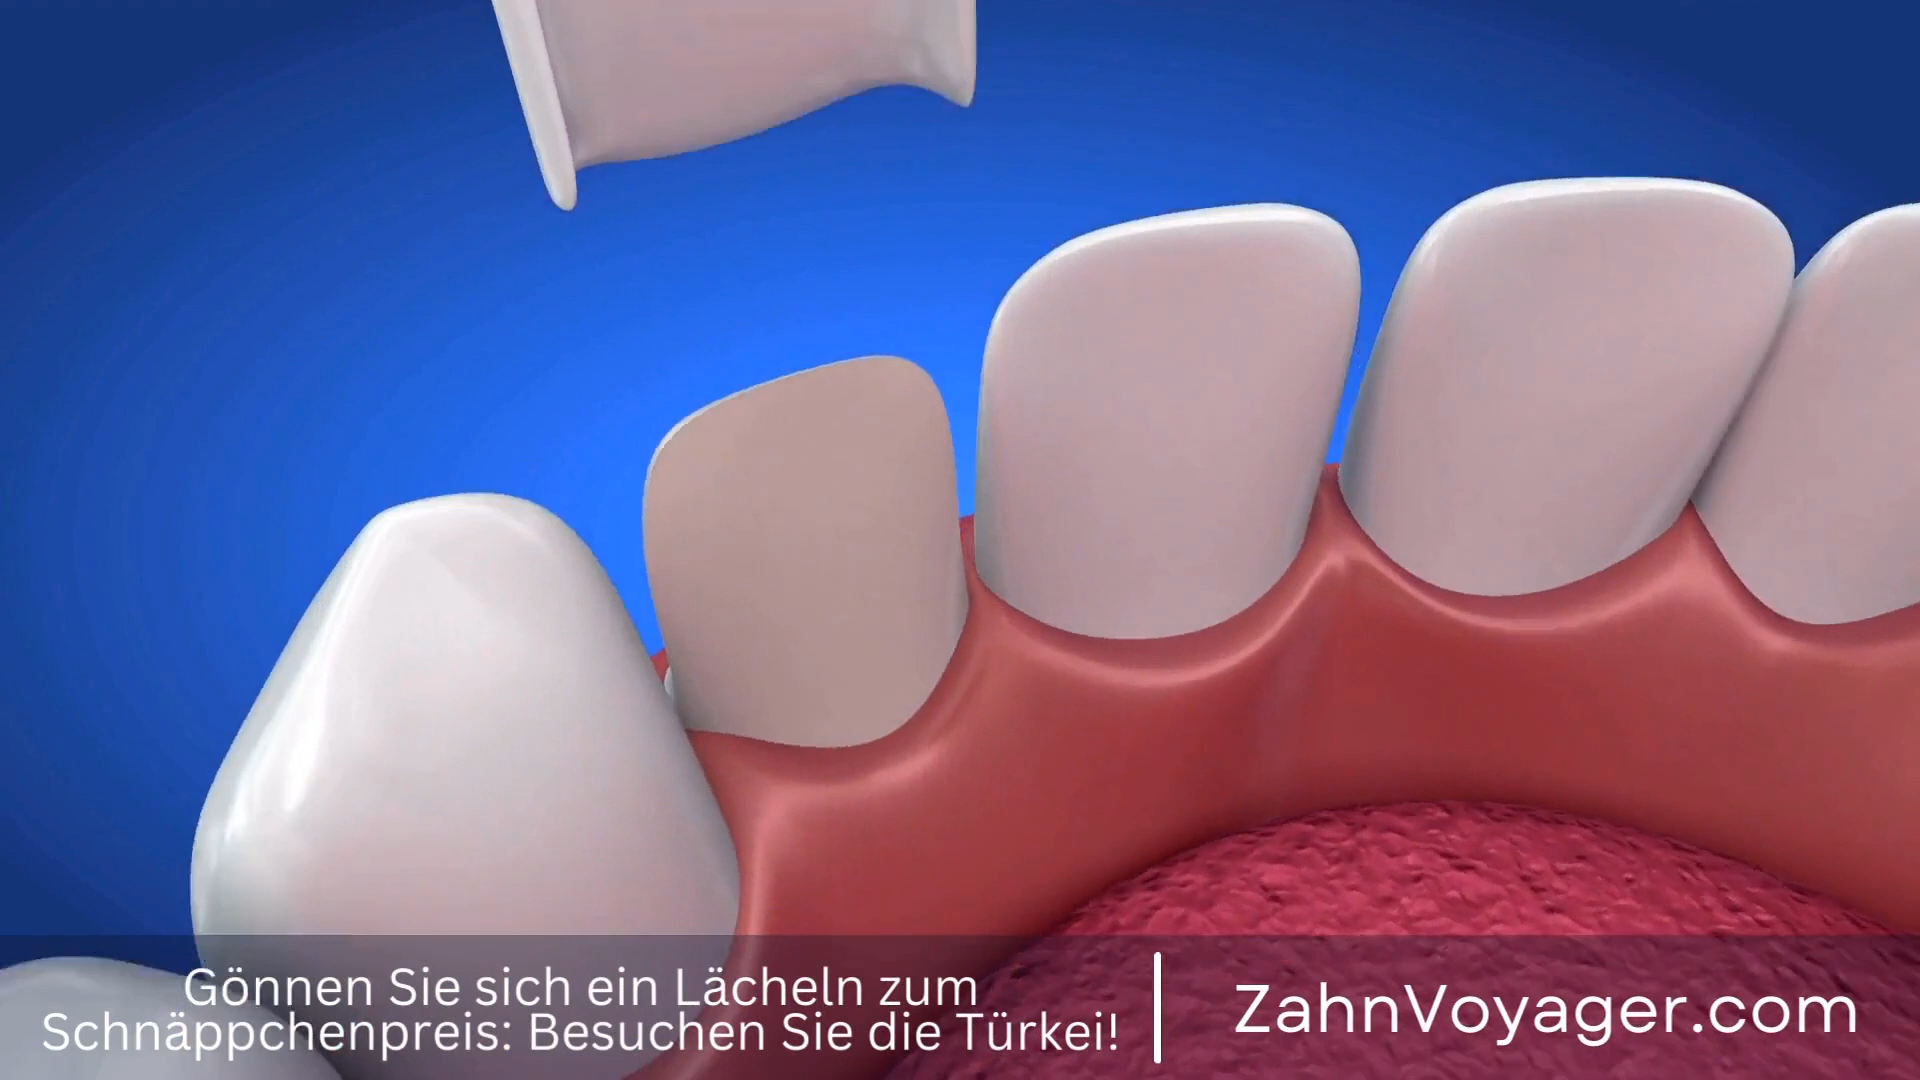 Gönnen Sie sich ein Lächeln zum
Schnäppchenpreis: Besuchen Sie die Türkei!
ZahnVoyager.com